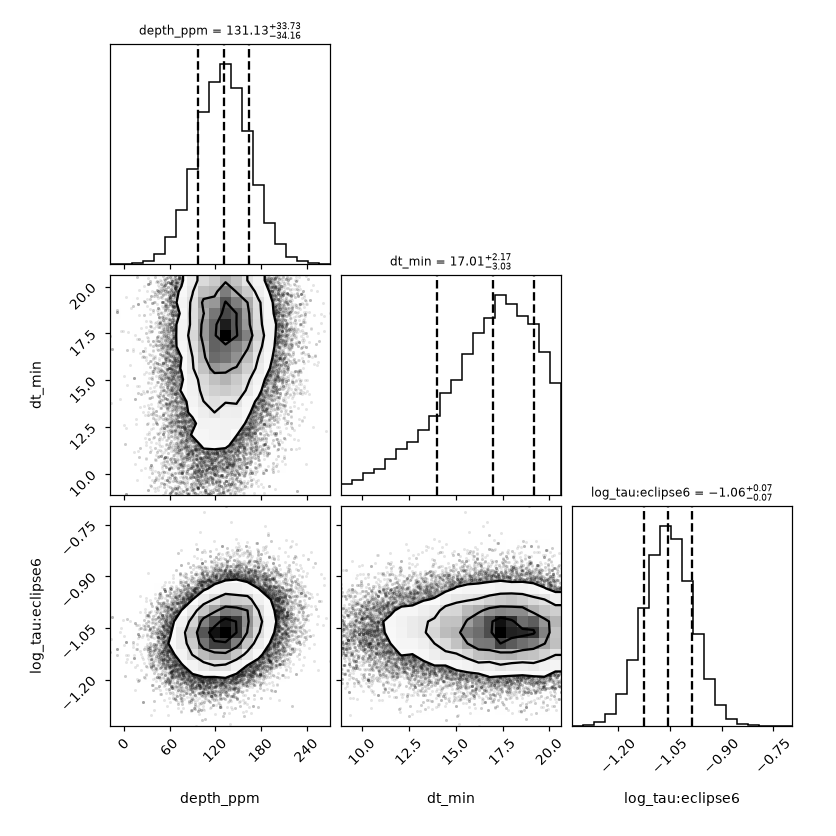 depth_ppm = 131.13+33.73−34.16
dt_min = 17.01+2.17−3.03
20.0
17.5
15.0
12.5
10.0
dt_min
log_tau:eclipse6 = −1.06+0.07−0.07
−0.75
−0.90
−1.05
−1.20
log_tau:eclipse6
0 60 120 180 240
10.0 12.5 15.0 17.5 20.0
−1.20 −1.05 −0.90 −0.75
depth_ppm dt_min log_tau:eclipse6